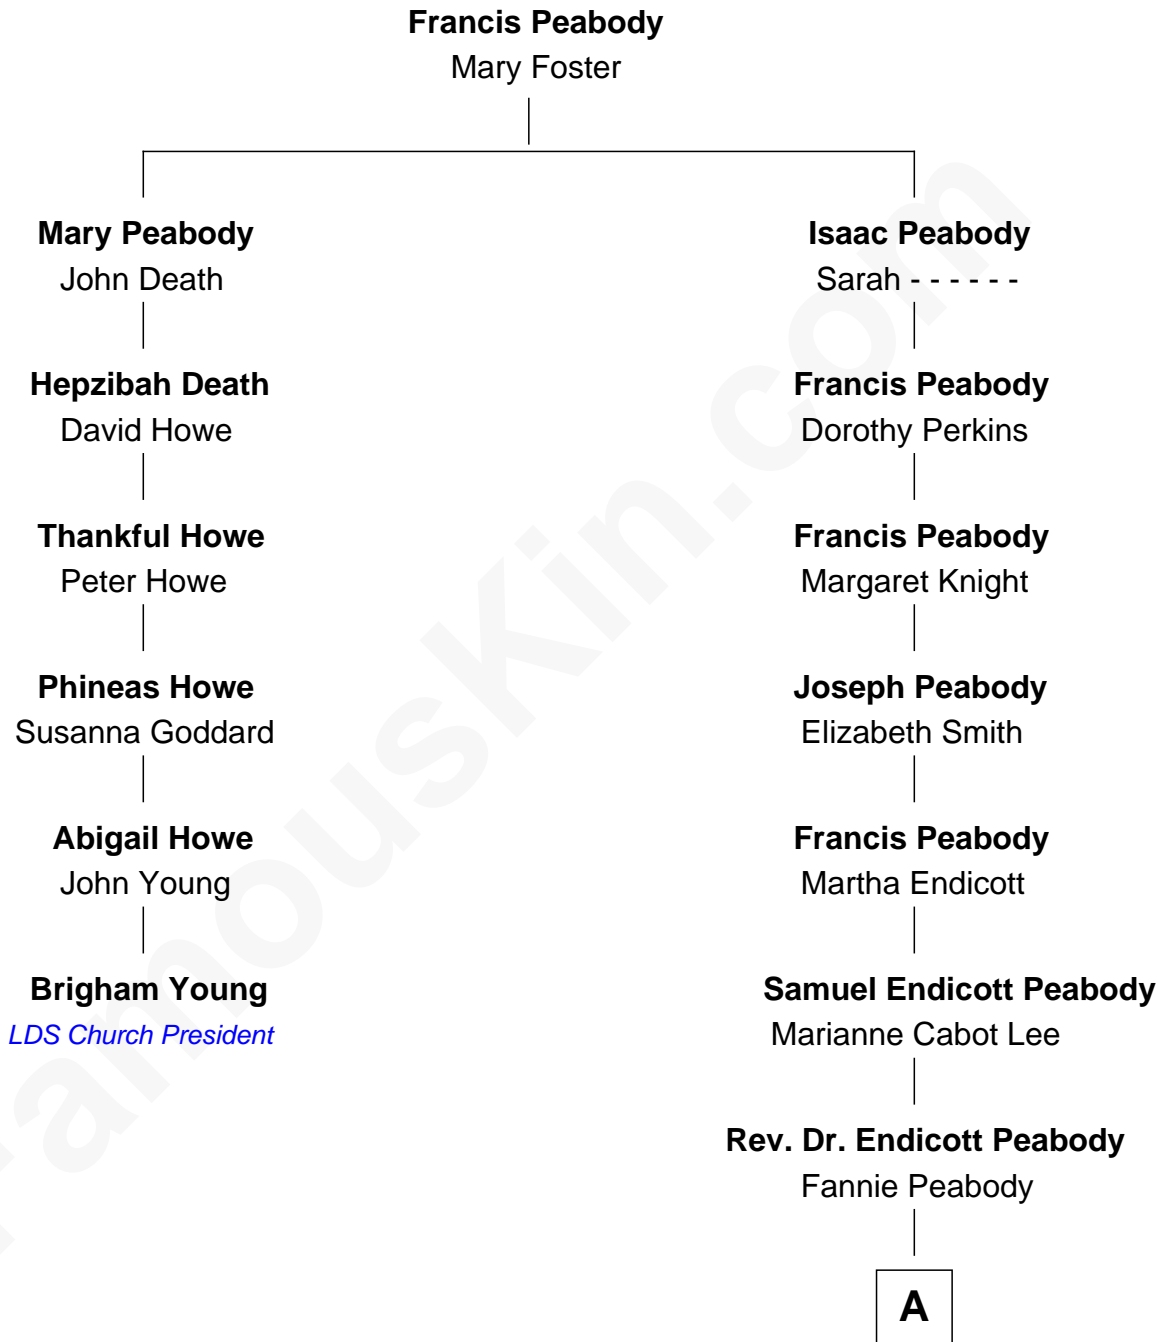 Francis Peabody
Mary Foster
Mary Peabody
John Death
Hepzibah Death
David Howe
Thankful Howe
Peter Howe
Phineas Howe
Susanna Goddard
Abigail Howe
John Young
Brigham Young
LDS Church President
Isaac Peabody
Sarah - - - - - -
Francis Peabody
Dorothy Perkins
Francis Peabody
Margaret Knight
Joseph Peabody
Elizabeth Smith
Francis Peabody
Martha Endicott
Samuel Endicott Peabody
Marianne Cabot Lee
Rev. Dr. Endicott Peabody
Fannie Peabody
A
FamousKin.com